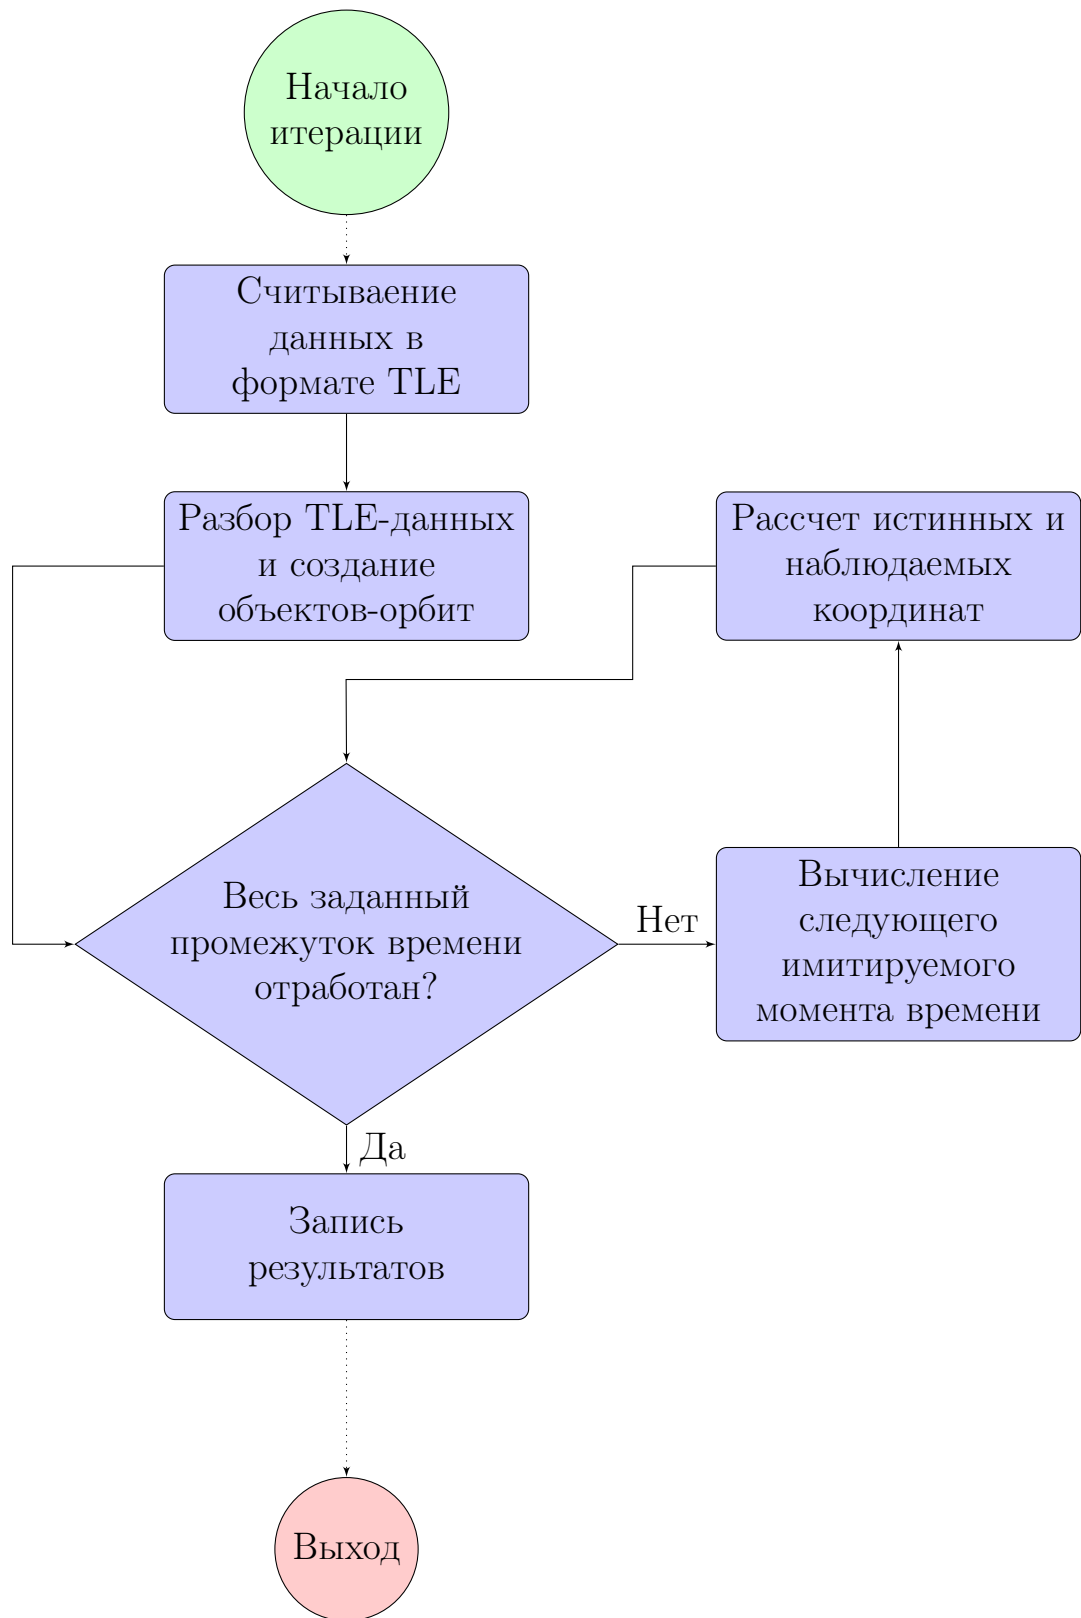 Начало
итерации
Считываение
данных в
формате TLE
Разбор TLE-данных
и создание
объектов-орбит
Рассчет истинных и
наблюдаемых
координат
Весь заданный
промежуток времени
отработан?
Нет
Вычисление
следующего
имитируемого
момента времени
Да
Запись
результатов
Выход